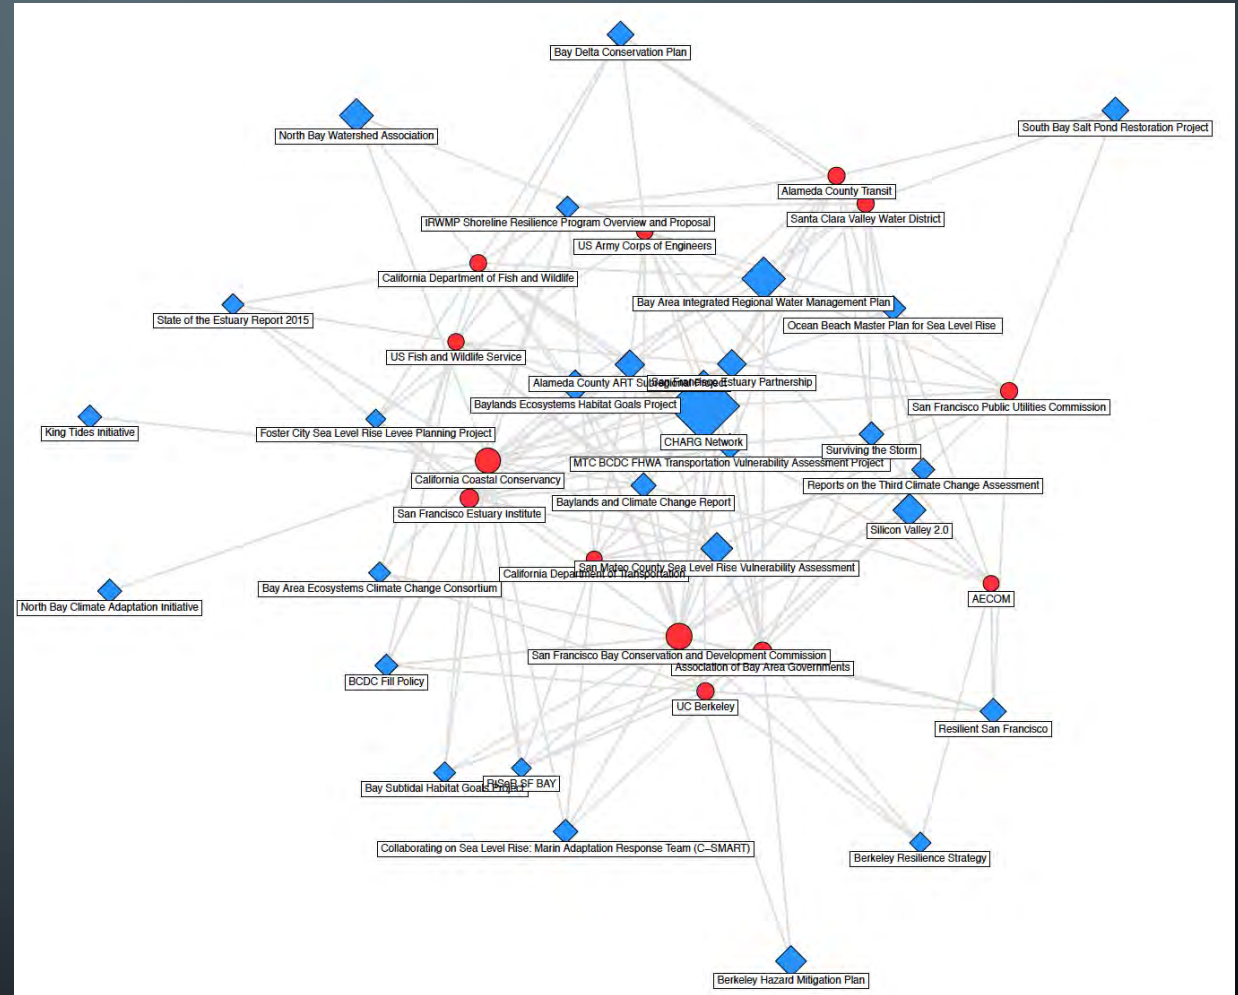 Bay Delta Conservation Plan
North Bay Watershed Association
South Bay Salt Pond Restoration Project
Alameda County Transit
Santa Clara Valley Water District
IRWMP Shoreline Resilience Program Overview and Proposal
US Army Corps of Engineers
California Department of Fish and Wildlife
Bay Area Integrated Regional Water Management Plan
State of the Estuary Report 2015
Ocean Beach Master Plan for Sea Level Rise
US Fish and Wildlife Service
Alameda County ART Subregional Project
San Francisco Estuary Partnership
Baylands Ecosystems Habitat Goals Project
San Francisco Public Utilities Commission
King Tides Initiative
Foster City Sea Level Rise Levee Planning Project
CHARG Network
Surviving the Storm
MTC BCDC FHWA Transportation Vulnerability Assessment Project
California Coastal Conservancy
Reports on the Third Climate Change Assessment
Baylands and Climate Change Report
San Francisco Estuary Institute
Silicon Valley 2.0
San Mateo County Sea Level Rise Vulnerability Assessment
California Department of Transportation
Bay Area Ecosystems Climate Change Consortium
AECOM
North Bay Climate Adaptation Initiative
San Francisco Bay Conservation and Development Commission
Association of Bay Area Governments
BCDC Fill Policy
UC Berkeley
Resilient San Francisco
RISeR SF BAY
Bay Subtidal Habitat Goals Project
Collaborating on Sea Level Rise: Marin Adaptation Response Team (C–SMART)
Berkeley Resilience Strategy
Berkeley Hazard Mitigation Plan